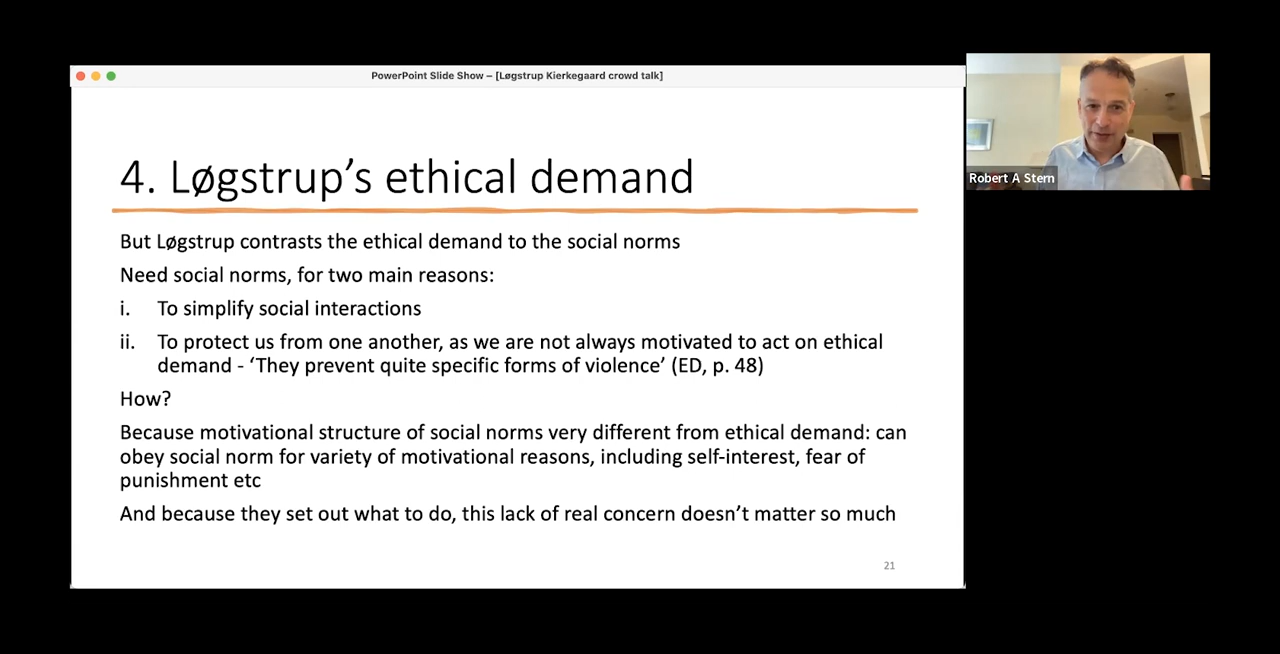 PowerPoint Slide Show – [Løgstrup Kierkegaard crowd talk]
4. Løgstrup’s ethical demand
But Løgstrup contrasts the ethical demand to the social norms
Need social norms, for two main reasons:
i. To simplify social interactions
ii. To protect us from one another, as we are not always motivated to act on ethical
demand - ‘They prevent quite specific forms of violence’ (ED, p. 48)
How?
Because motivational structure of social norms very different from ethical demand: can
obey social norm for variety of motivational reasons, including self-interest, fear of
punishment etc
And because they set out what to do, this lack of real concern doesn’t matter so much
21
Robert A Stern